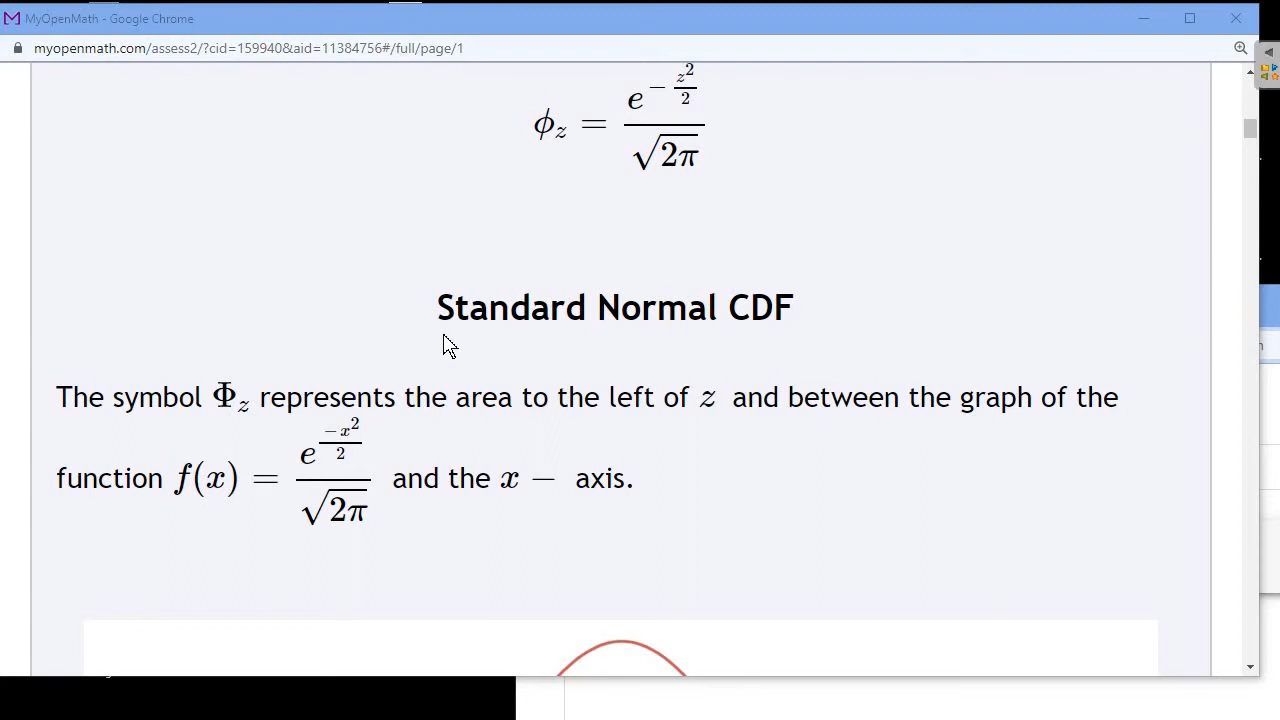 MyOpenMath - Google Chrome
myopenmath.com/assess2/?cid=159940&aid=11384756#/full/page/1
ϕ_z = e^(−z²/2) / √(2π)
Standard Normal CDF
The symbol Φ_z represents the area to the left of z and between the graph of the
function f(x) = e^(−x²/2) / √(2π) and the x − axis.